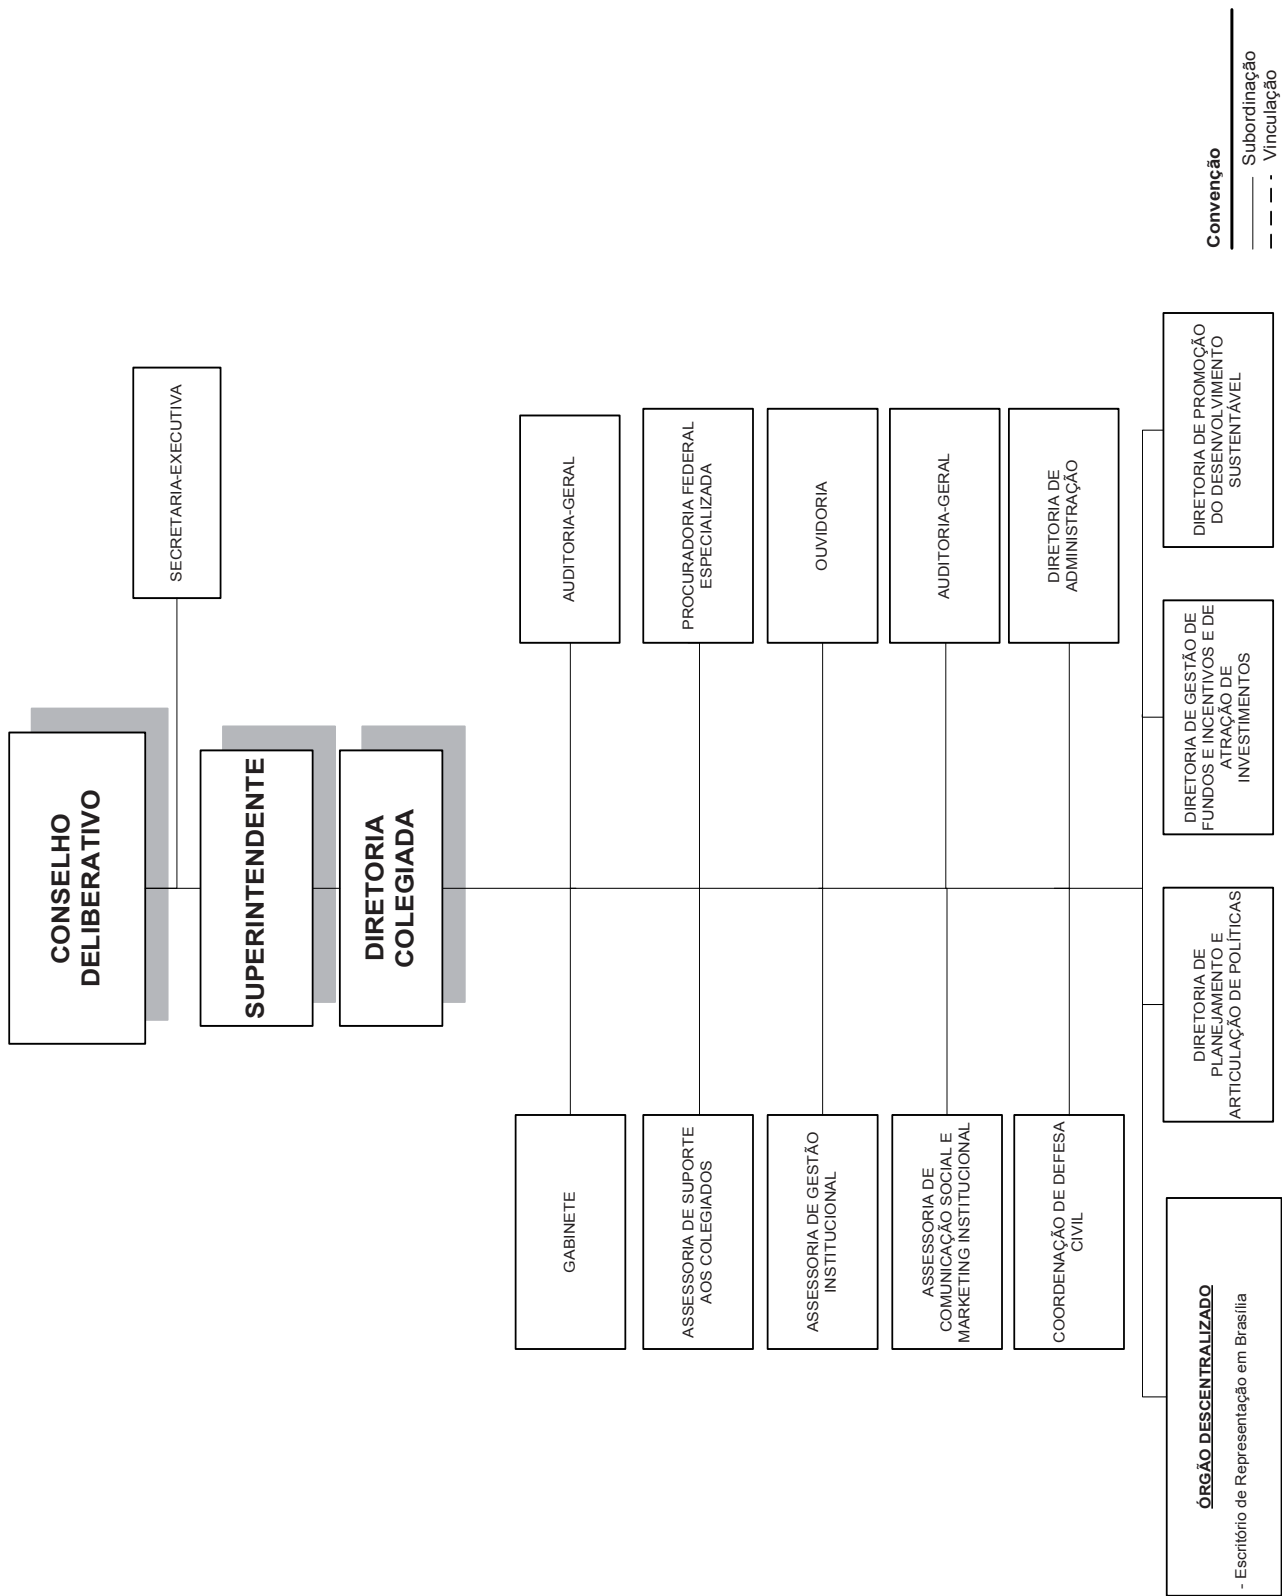 CONSELHO
DELIBERATIVO
SECRETARIA-EXECUTIVA
SUPERINTENDENTE
DIRETORIA
COLEGIADA
GABINETE
AUDITORIA-GERAL
ASSESSORIA DE SUPORTE
AOS COLEGIADOS
PROCURADORIA FEDERAL
ESPECIALIZADA
ASSESSORIA DE GESTÃO
INSTITUCIONAL
OUVIDORIA
ASSESSORIA DE
COMUNICAÇÃO SOCIAL E
MARKETING INSTITUCIONAL
AUDITORIA-GERAL
COORDENAÇÃO DE DEFESA
CIVIL
DIRETORIA DE
ADMINISTRAÇÃO
ÓRGÃO DESCENTRALIZADO
- Escritório de Representação em Brasília
DIRETORIA DE
PLANEJAMENTO E
ARTICULAÇÃO DE POLÍTICAS
DIRETORIA DE GESTÃO DE
FUNDOS E INCENTIVOS E DE
ATRAÇÃO DE
INVESTIMENTOS
DIRETORIA DE PROMOÇÃO
DO DESENVOLVIMENTO
SUSTENTÁVEL
Convenção
Subordinação
Vinculação